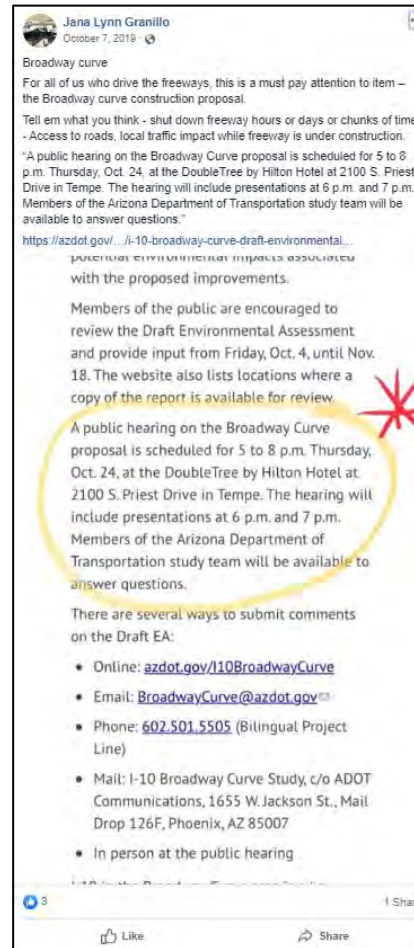 Jana Lynn Granillo
October 7, 2019 ·
Broadway curve
For all of us who drive the freeways, this is a must pay attention to item –
the Broadway curve construction proposal.
Tell em what you think - shut down freeway hours or days or chunks of time
- Access to roads, local traffic impact while freeway is under construction.
“A public hearing on the Broadway Curve proposal is scheduled for 5 to 8
p.m. Thursday, Oct. 24, at the DoubleTree by Hilton Hotel at 2100 S. Priest
Drive in Tempe. The hearing will include presentations at 6 p.m. and 7 p.m.
Members of the Arizona Department of Transportation study team will be
available to answer questions.”
https://azdot.gov/.../i-10-broadway-curve-draft-environmental...
potential environmental impacts associated
with the proposed improvements.
Members of the public are encouraged to
review the Draft Environmental Assessment
and provide input from Friday, Oct. 4, until Nov.
18. The website also lists locations where a
copy of the report is available for review.
A public hearing on the Broadway Curve
proposal is scheduled for 5 to 8 p.m. Thursday,
Oct. 24, at the DoubleTree by Hilton Hotel at
2100 S. Priest Drive in Tempe. The hearing will
include presentations at 6 p.m. and 7 p.m.
Members of the Arizona Department of
Transportation study team will be available to
answer questions.
There are several ways to submit comments
on the Draft EA:
• Online: azdot.gov/I10BroadwayCurve
• Email: BroadwayCurve@azdot.gov
• Phone: 602.501.5505 (Bilingual Project
Line)
• Mail: I-10 Broadway Curve Study, c/o ADOT
Communications, 1655 W. Jackson St., Mail
Drop 126F, Phoenix, AZ 85007
• In person at the public hearing
3
1 Shar
Like
Share